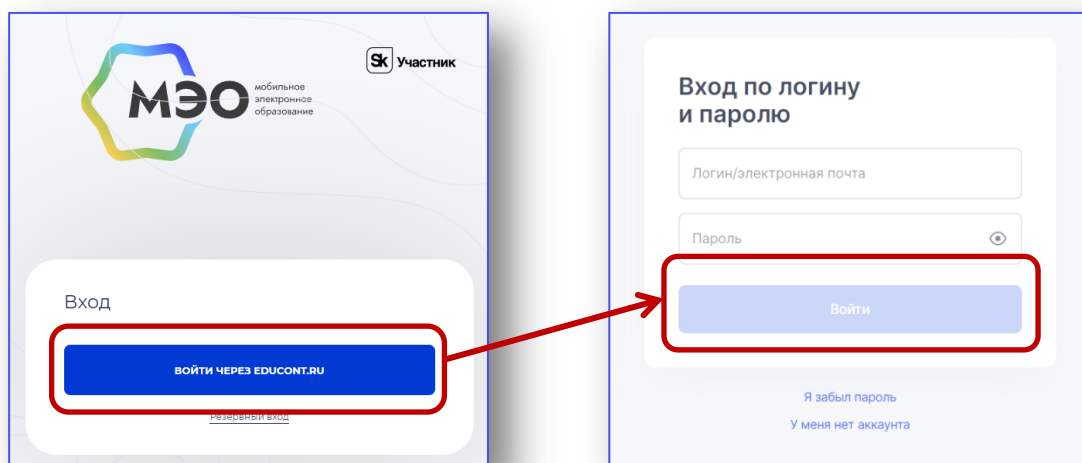 МЭО
мобильное
электронное
образование
Sk Участник
Вход
ВОЙТИ ЧЕРЕЗ EDUCONT.RU
Резервный вход
Вход по логину
и паролю
Логин/электронная почта
Пароль
Войти
Я забыл пароль
У меня нет аккаунта